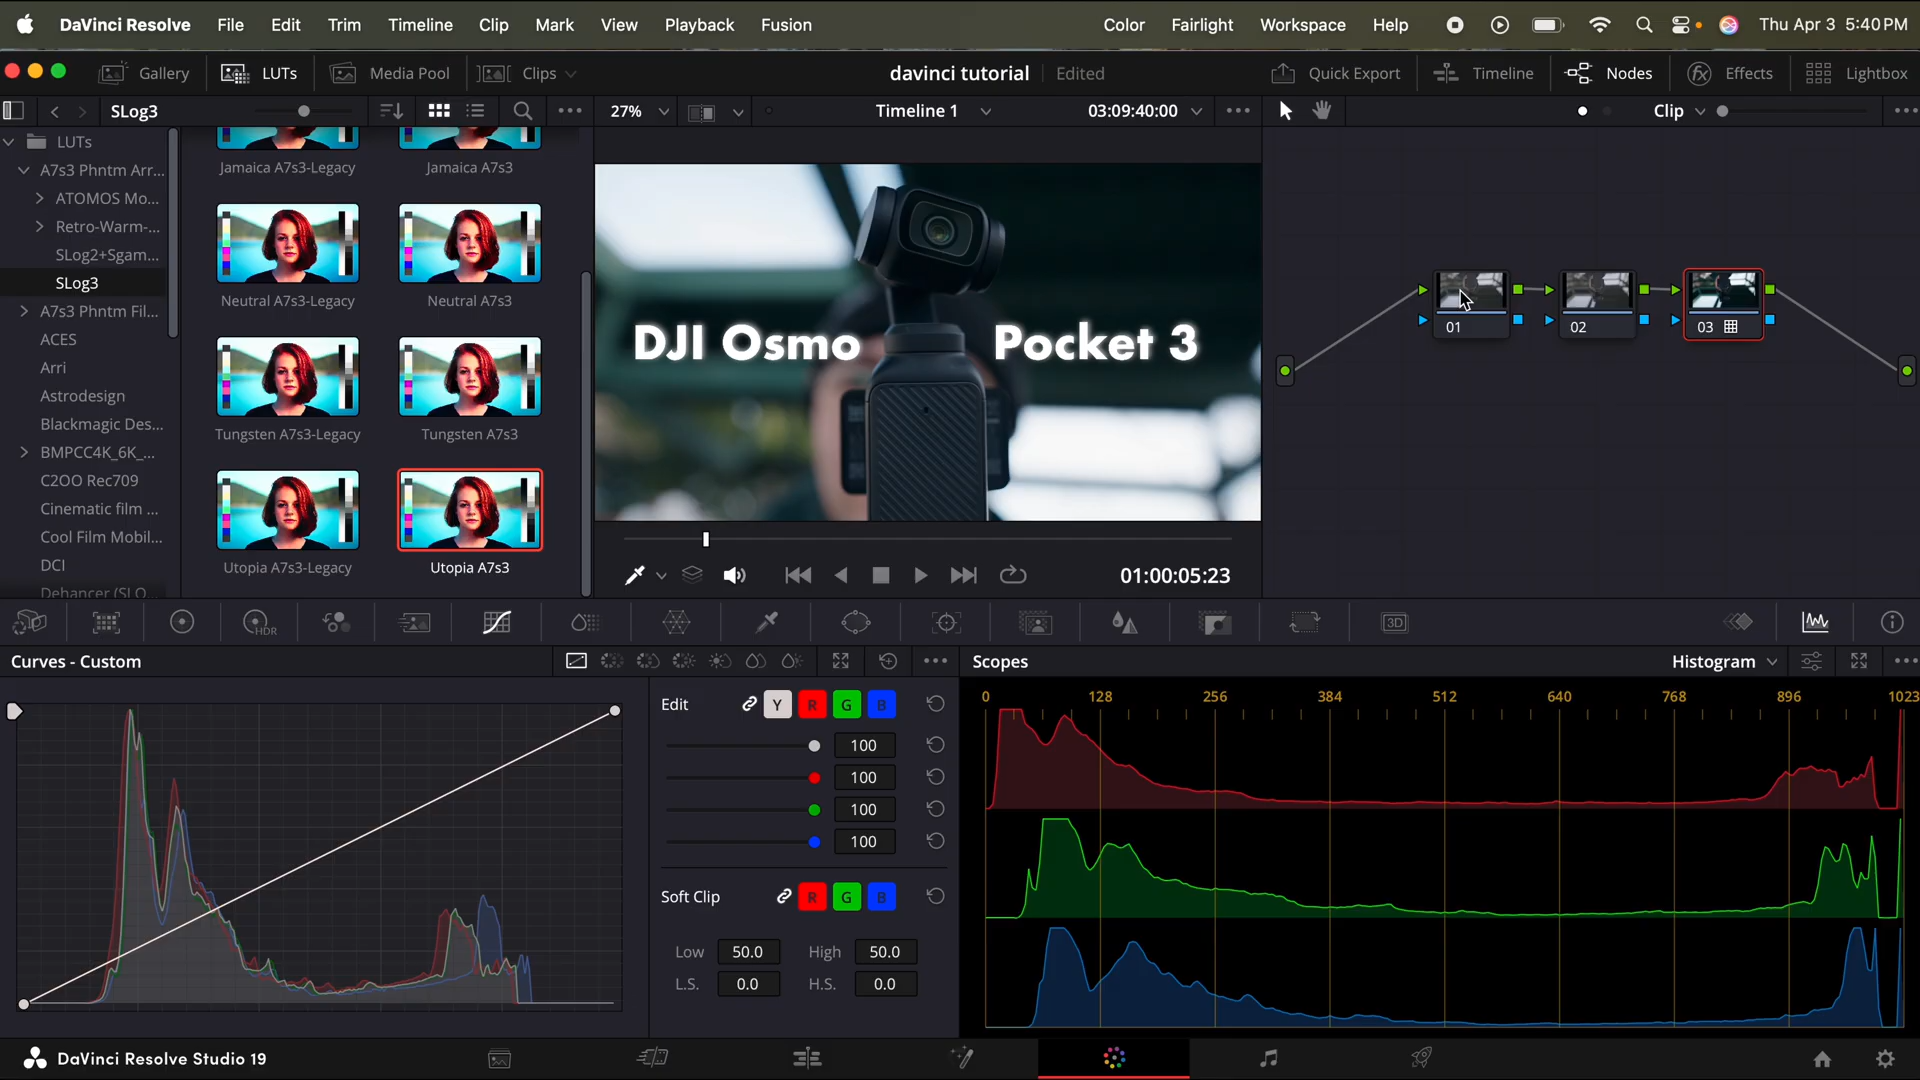 DaVinci Resolve File Edit Trim Timeline Clip Mark View Playback Fusion Color Fairlight Workspace Help Thu Apr 3 5:40 PM
Gallery LUTs Media Pool Clips davinci tutorial Edited Quick Export Timeline Nodes Effects Lightbox
SLog3 27% Timeline 1 03:09:40:00 Clip
LUTs
A7s3 Phntm Arr...
ATOMOS Mo...
Retro-Warm-...
SLog2+Sgam...
SLog3
A7s3 Phntm Fil...
ACES
Arri
Astrodesign
Blackmagic Des...
BMPCC4K_6K_...
C2OO Rec709
Cinematic film ...
Cool Film Mobil...
DCI
Dehancer (SLO...
Jamaica A7s3-Legacy Jamaica A7s3
Neutral A7s3-Legacy Neutral A7s3
Tungsten A7s3-Legacy Tungsten A7s3
Utopia A7s3-Legacy Utopia A7s3
DJI Osmo Pocket 3
01:00:05:23
01 02 03
HDR 3D
Curves - Custom
Edit Y R G B
100
100
100
100
Soft Clip R G B
Low 50.0 High 50.0
L.S. 0.0 H.S. 0.0
Scopes Histogram
0 128 256 384 512 640 768 896 1023
DaVinci Resolve Studio 19